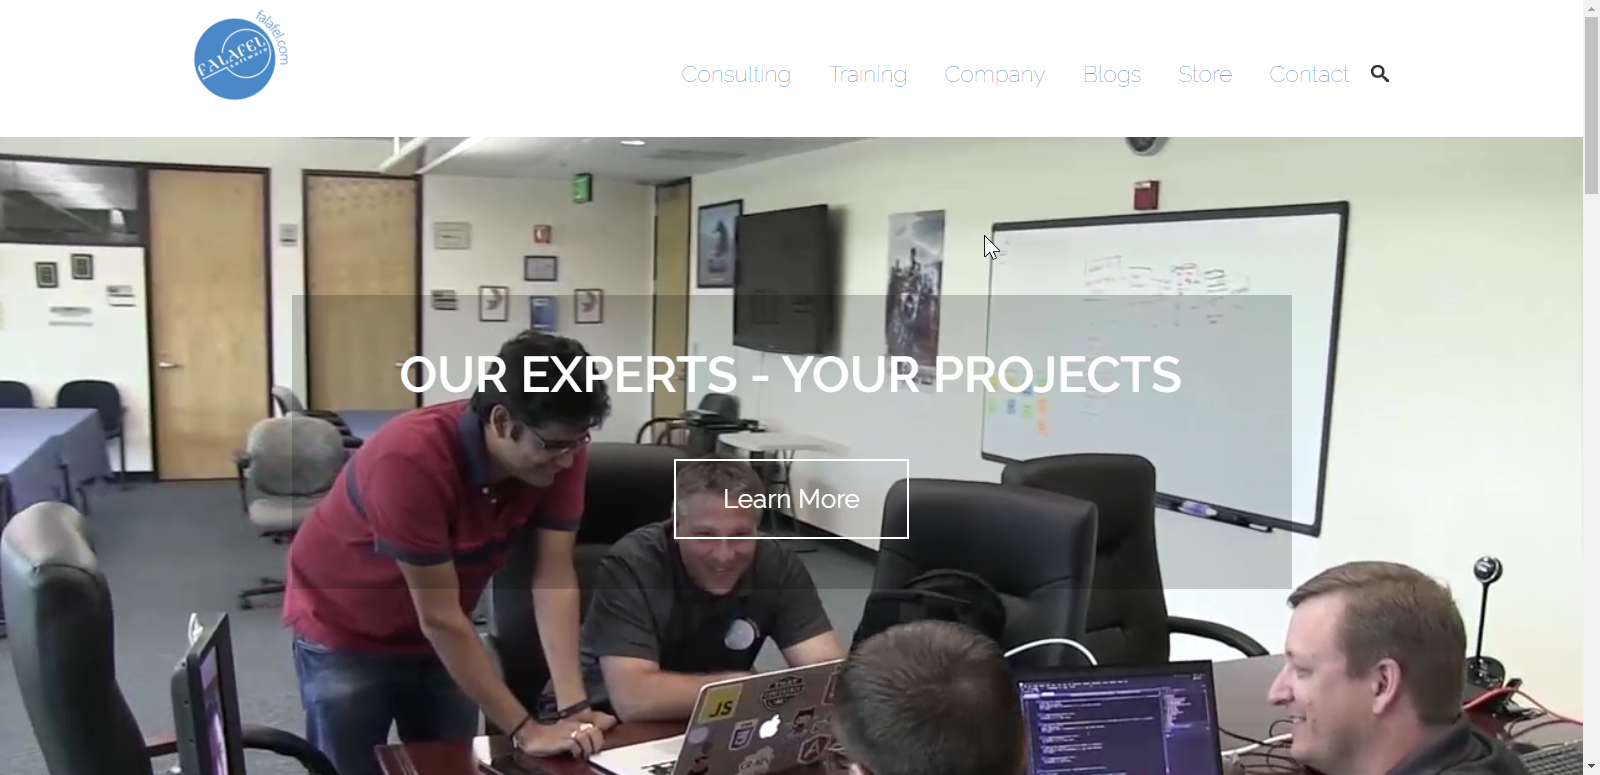 falafel.com
FALAFEL
software
Consulting Training Company Blogs Store Contact
OUR EXPERTS - YOUR PROJECTS
Learn More
JS